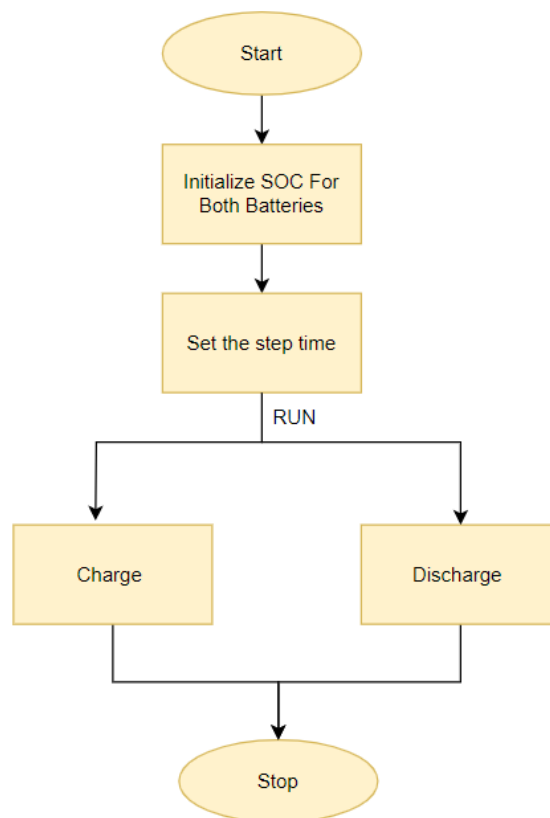 Start
Initialize SOC For
Both Batteries
Set the step time
RUN
Charge
Discharge
Stop